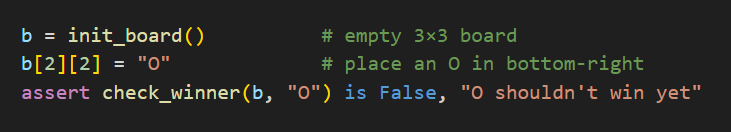 b = init_board()          # empty 3×3 board
b[2][2] = "O"             # place an O in bottom-right
assert check_winner(b, "O") is False, "O shouldn't win yet"